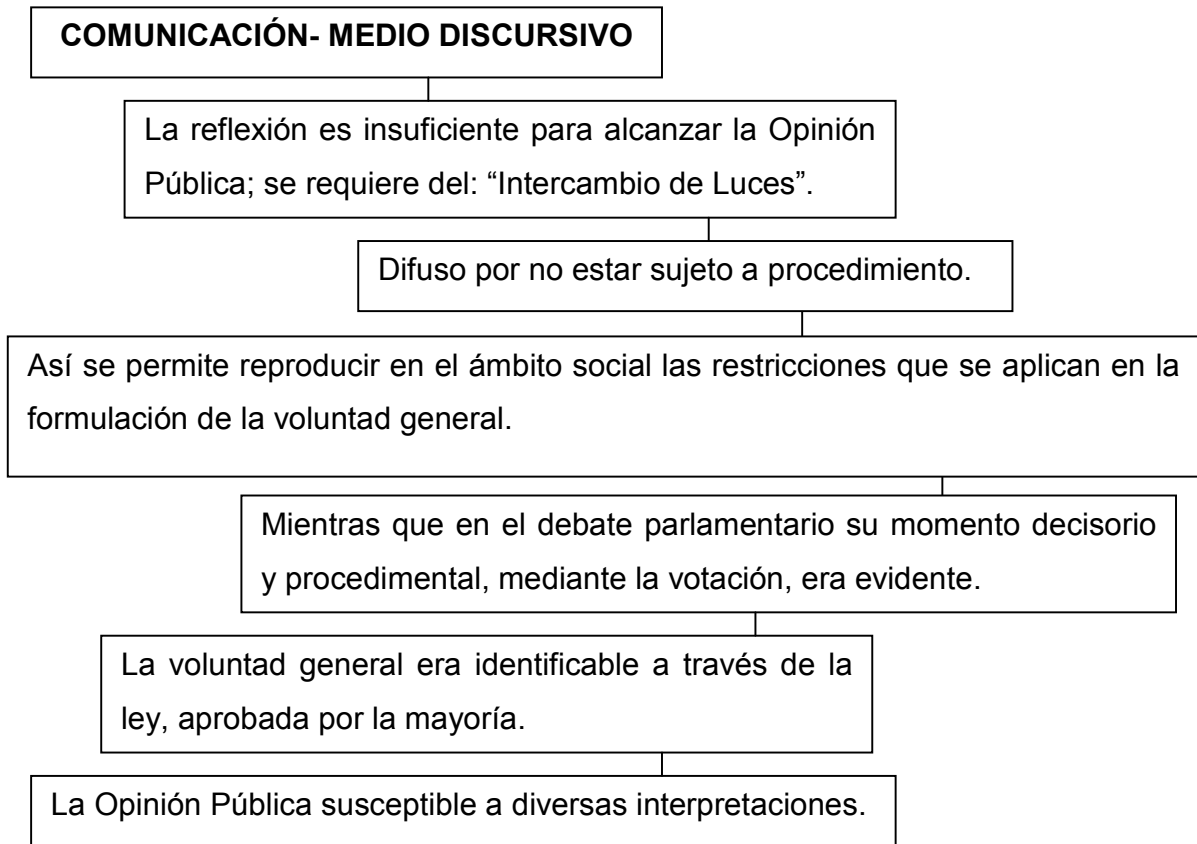 COMUNICACIÓN- MEDIO DISCURSIVO
La reflexión es insuficiente para alcanzar la Opinión
Pública; se requiere del: “Intercambio de Luces”.
Difuso por no estar sujeto a procedimiento.
Así se permite reproducir en el ámbito social las restricciones que se aplican en la
formulación de la voluntad general.
Mientras que en el debate parlamentario su momento decisorio
y procedimental, mediante la votación, era evidente.
La voluntad general era identificable a través de la
ley, aprobada por la mayoría.
La Opinión Pública susceptible a diversas interpretaciones.